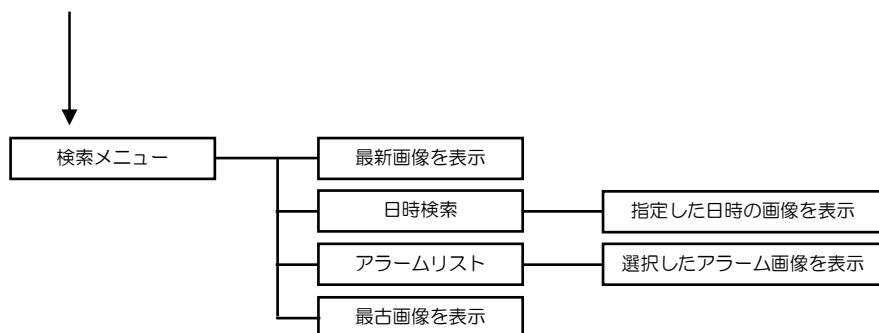 検索メニュー
最新画像を表示
日時検索
指定した日時の画像を表示
アラームリスト
選択したアラーム画像を表示
最古画像を表示